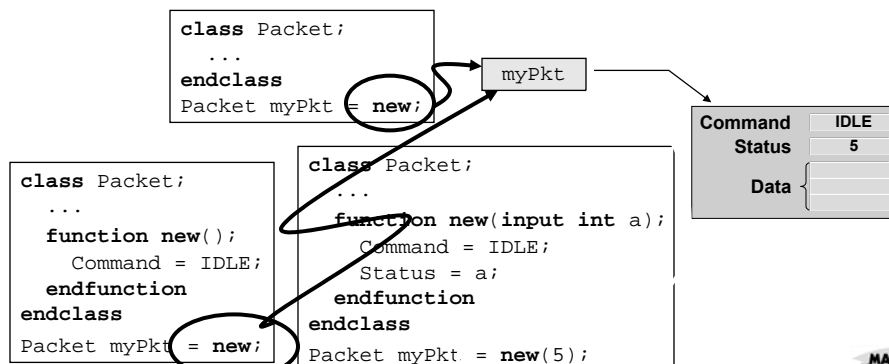 class Packet;
...
endclass
Packet myPkt = new;
myPkt
Command IDLE
Status 5
Data
class Packet;
...
function new();
Command = IDLE;
endfunction
endclass
Packet myPkt = new;
class Packet;
...
function new(input int a);
Command = IDLE;
Status = a;
endfunction
endclass
Packet myPkt = new(5);